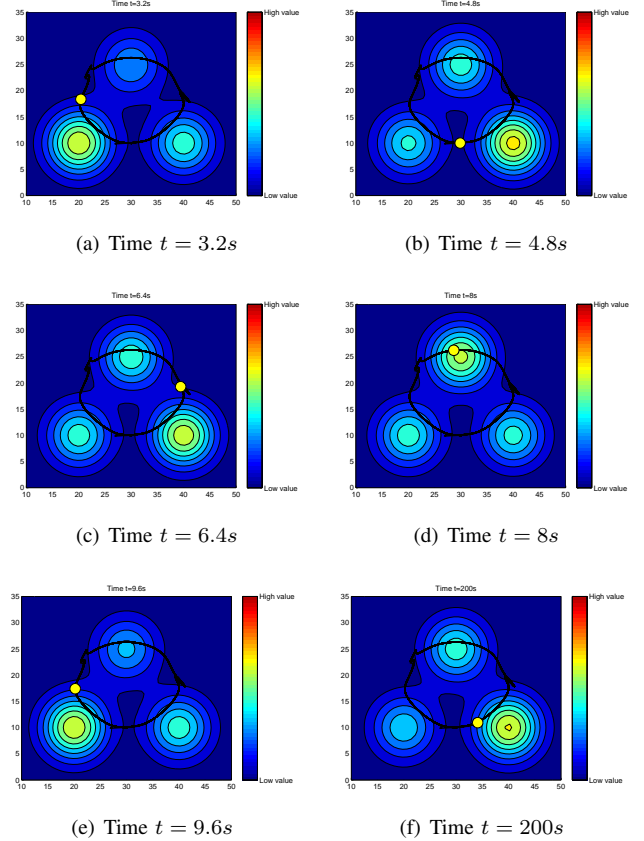 Time t=3.2s
Time t=4.8s
35
30
25
20
15
10
5
0
10 15 20 25 30 35 40 45 50
High value
Low value
35
30
25
20
15
10
5
0
10 15 20 25 30 35 40 45 50
High value
Low value
(a) Time t = 3.2s
(b) Time t = 4.8s
Time t=6.4s
Time t=8s
35
30
25
20
15
10
5
0
10 15 20 25 30 35 40 45 50
High value
Low value
35
30
25
20
15
10
5
0
10 15 20 25 30 35 40 45 50
High value
Low value
(c) Time t = 6.4s
(d) Time t = 8s
Time t=9.6s
Time t=200s
35
30
25
20
15
10
5
0
10 15 20 25 30 35 40 45 50
High value
Low value
35
30
25
20
15
10
5
0
10 15 20 25 30 35 40 45 50
High value
Low value
(e) Time t = 9.6s
(f) Time t = 200s